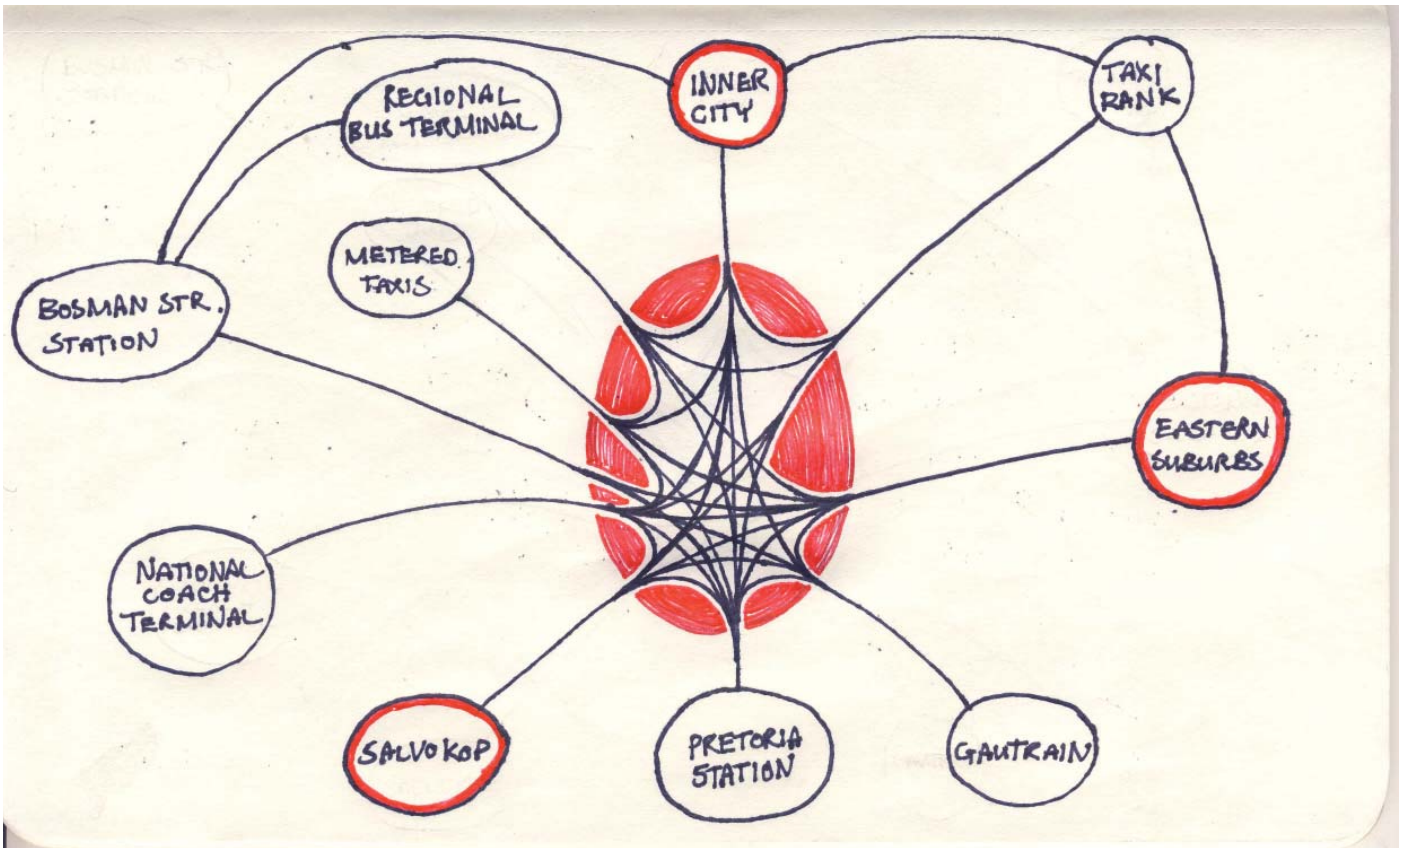 REGIONAL
BUS TERMINAL
INNER
CITY
TAXI
RANK
METERED
TAXIS
BOSMAN STR.
STATION
EASTERN
SUBURBS
NATIONAL
COACH
TERMINAL
SALVOKOP
PRETORIA
STATION
GAUTRAIN